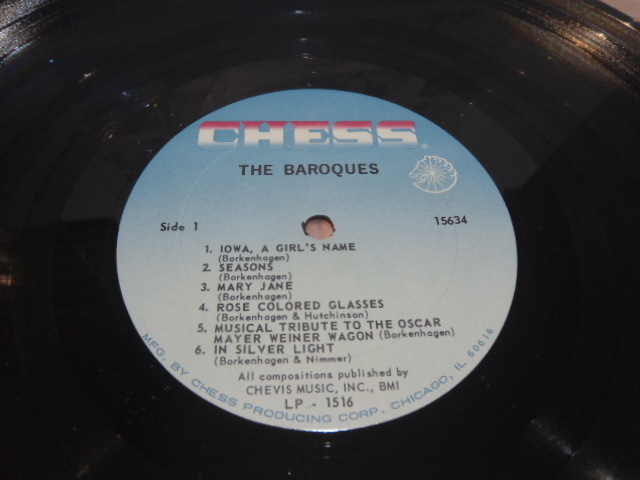 CHESS
®
THE BAROQUES
Side 1
15634
1. IOWA, A GIRL'S NAME
(Borkenhagen)
2. SEASONS
(Borkenhagen)
3. MARY JANE
(Borkenhagen)
4. ROSE COLORED GLASSES
(Borkenhagen & Hutchinson)
5. MUSICAL TRIBUTE TO THE OSCAR
MAYER WEINER WAGON (Borkenhagen)
6. IN SILVER LIGHT
(Borkenhagen & Nimmer)
All compositions published by
CHEVIS MUSIC, INC., BMI
LP - 1516
MFG. BY CHESS PRODUCING CORP. CHICAGO, IL 60616